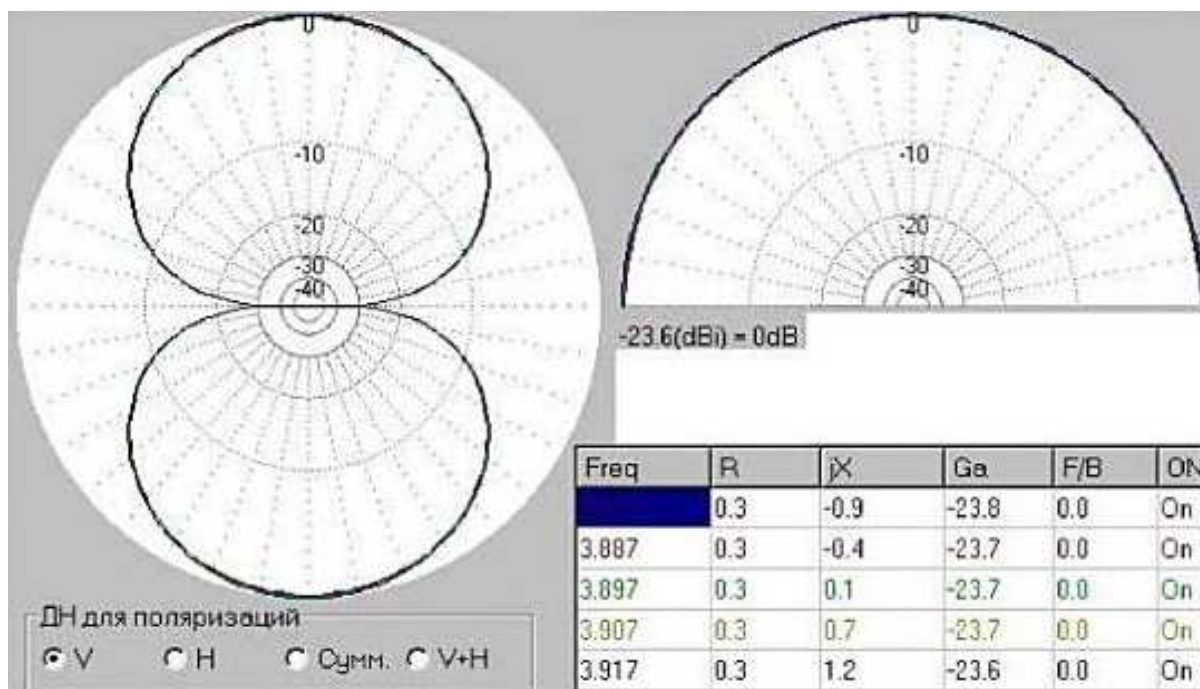 0
-10
-20
-30
-40
0
-10
-20
-30
-40
-23.6(dBi) = 0dB
Freq R jX Ga F/B ON
0.3 -0.9 -23.8 0.0 On
3.887 0.3 -0.4 -23.7 0.0 On
3.897 0.3 0.1 -23.7 0.0 On
3.907 0.3 0.7 -23.7 0.0 On
3.917 0.3 1.2 -23.6 0.0 On
ДН для поляризаций
V H Сумм. V+H